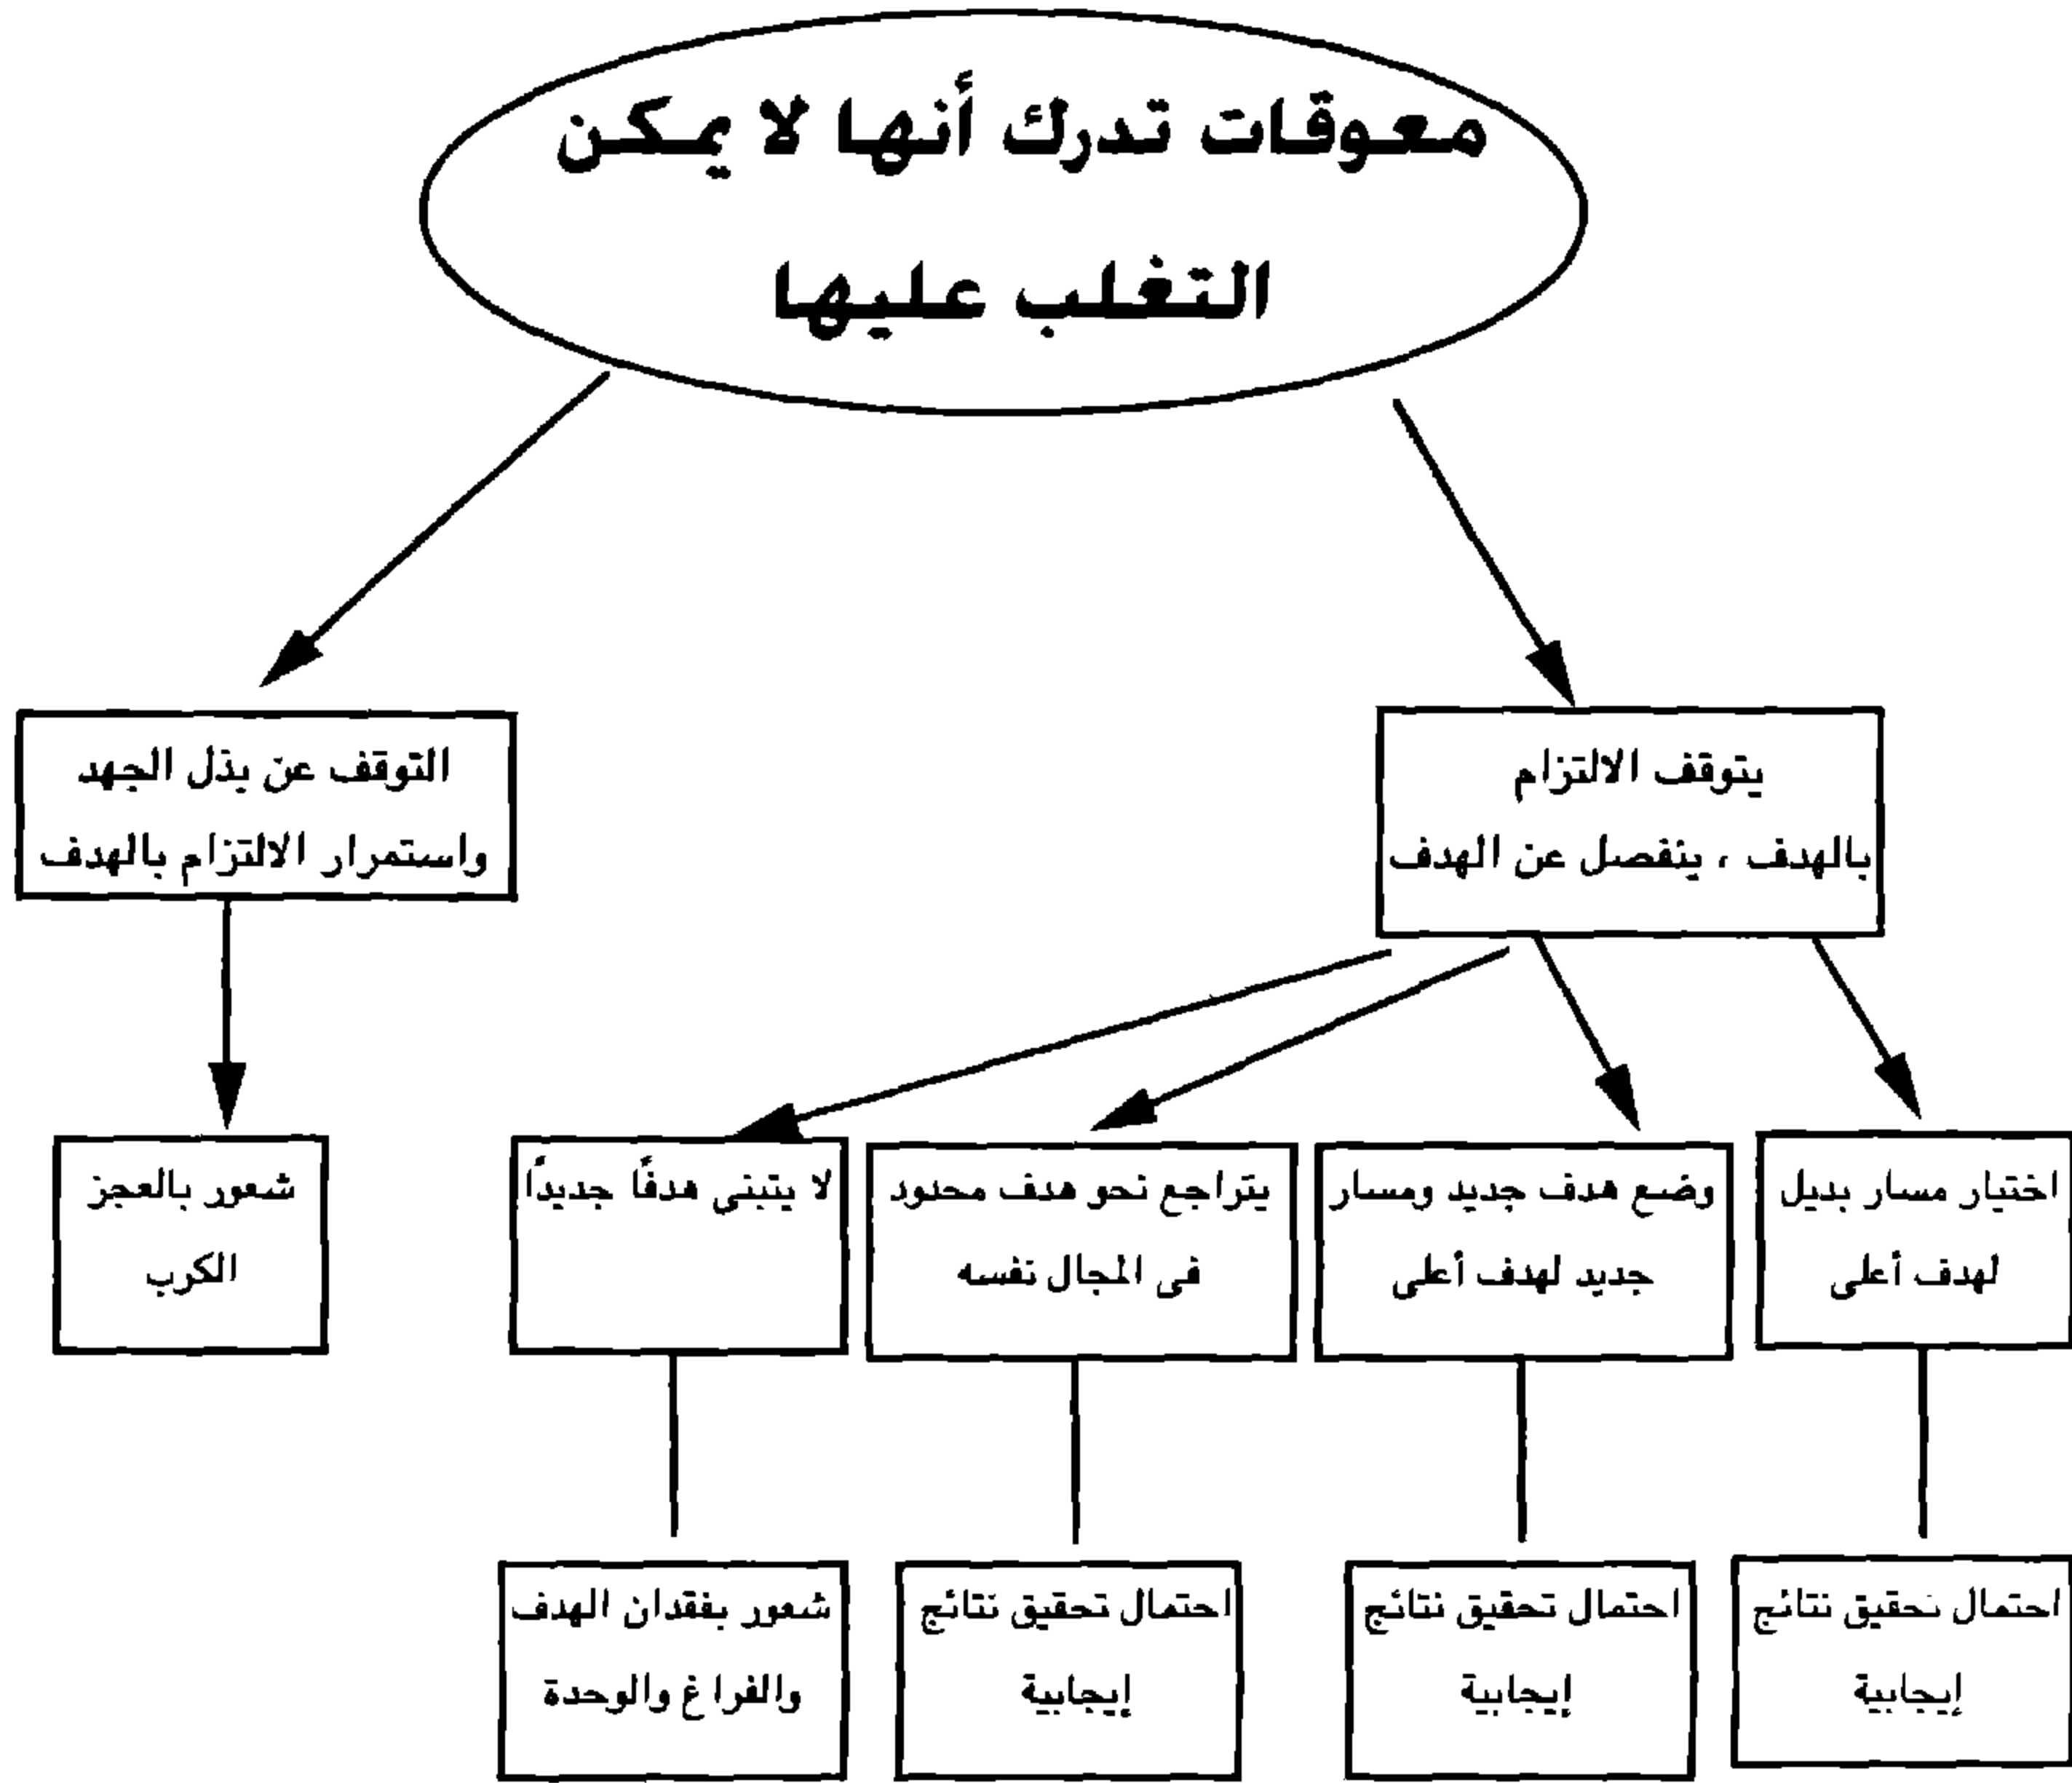 معوقات تدرك أنها لا يمكن
التغلب عليها
يتوقف الالتزام
بالهدف ، ينفصل عن الهدف
التوقف عن بذل الجهد
واستمرار الالتزام بالهدف
اختيار مسار بديل
لهدف أعلى
وضع هدف جديد ومسار
جديد لهدف أعلى
يتراجع نحو هدف محدود
فى المجال نفسه
لا يتبنى هدفًا جديدًا
شعور بالعجز
الكرب
احتمال تحقيق نتائج
إيجابية
احتمال تحقيق نتائج
إيجابية
احتمال تحقيق نتائج
إيجابية
شعور بفقدان الهدف
والفراغ والوحدة